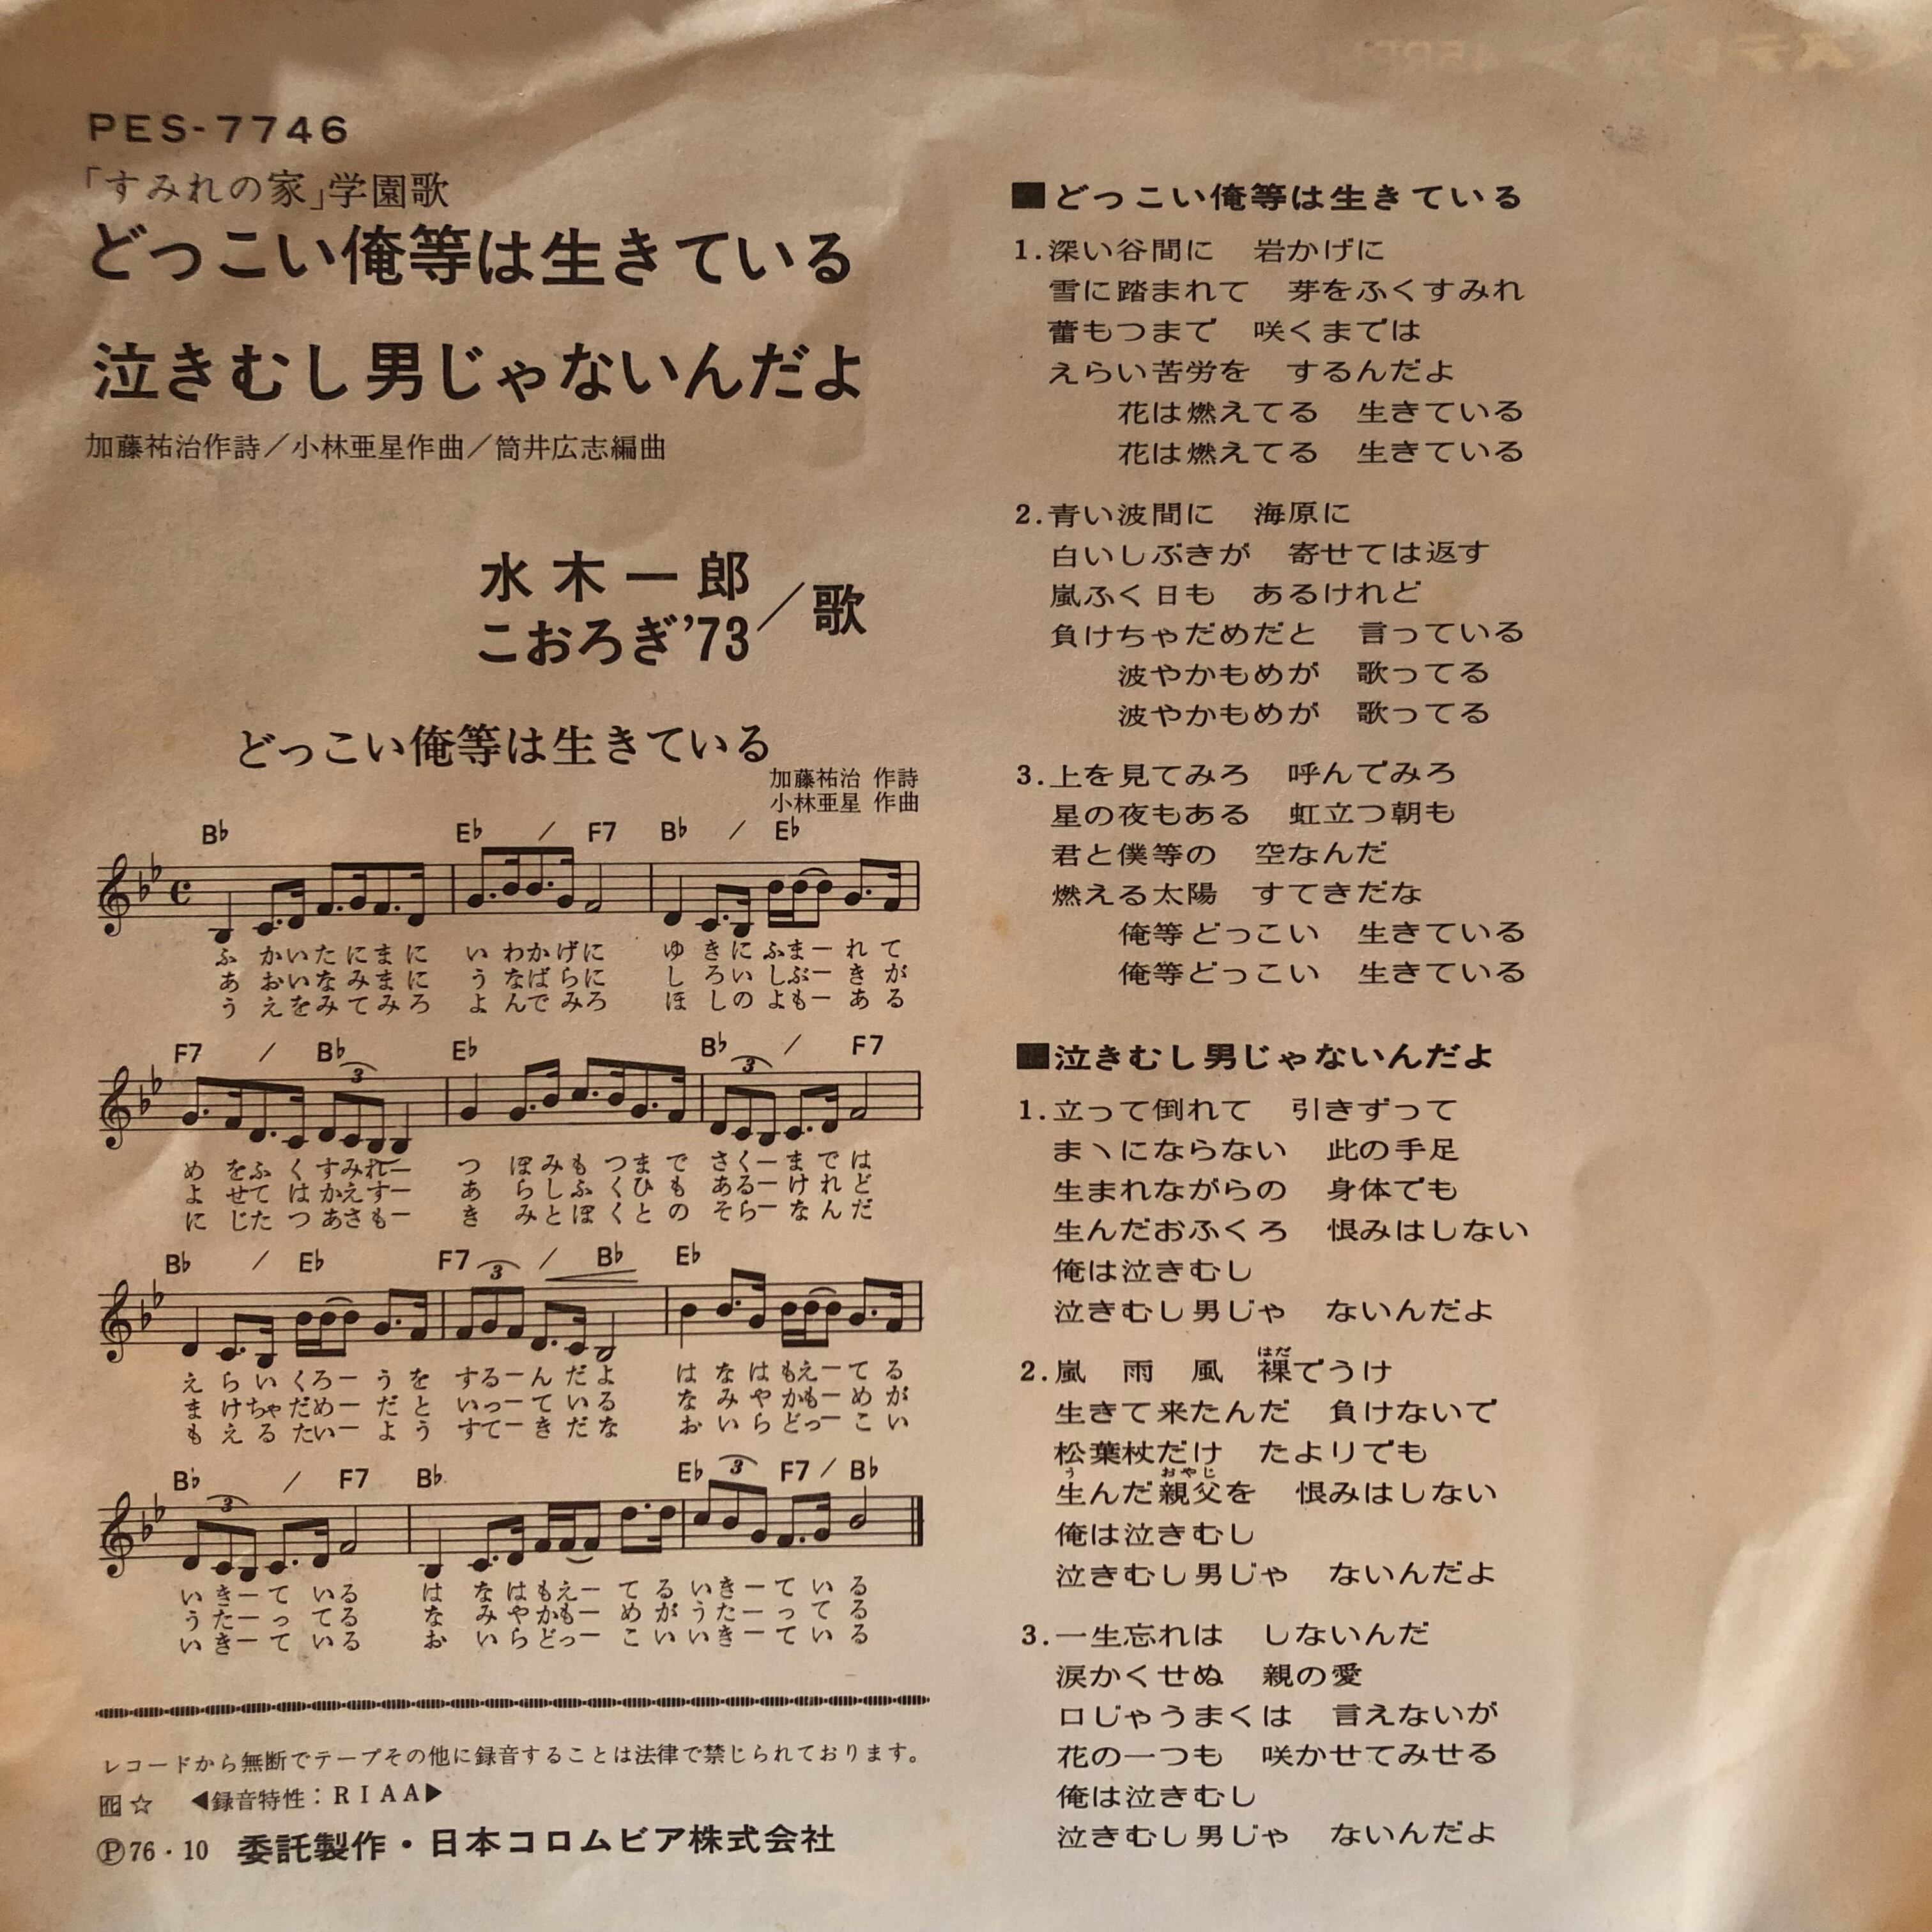 PES-7746
「すみれの家」学園歌
どっこい俺等は生きている
泣きむし男じゃないんだよ
加藤祐治作詩／小林亜星作曲／筒井広志編曲
水木一郎
こおろぎ'73／歌
どっこい俺等は生きている
加藤祐治 作詩
小林亜星 作曲
B♭ E♭ / F7 B♭ / E♭
ふ かいたにまに い わかげに ゆ きに ふまー れ て
あ おいなみまに う なばらに し ろい しぶー き が
う えをみてみろ よ んでみろ ほ しの よもー あ る
F7 / B♭ E♭ B♭ / F7
3 3
め をふ く すみれー つ ぼみも つまで さくー まで は
よ せて は かえすー あ らしふ くひ も あるー けれ ど
に じた つ あさもー き みとぼ くと の そらー なん だ
B♭ / E♭ F7 / B♭ E♭
3
え らい くろー う を するーん だよ は な は もえー て る
ま けちゃ だめー だ と いっー て いる な み や かもー め が
も え る たいー よ う すてー き だな お い ら どっー こ い
B♭ / F7 B♭ E♭ F7 / B♭
3 3
い きー て いる は な は もえー て る いきー て い る
う たー っ てる な み や かもー め が うたー っ て る
い きー て いる お い ら どっー こ い いきー て い る
レコードから無断でテープその他に録音することは法律で禁じられております。
☆ ◀録音特性：RIAA▶
Ⓟ76・10 委託製作・日本コロムビア株式会社
■どっこい俺等は生きている
1.深い谷間に 岩かげに
雪に踏まれて 芽をふくすみれ
蕾もつまで 咲くまでは
えらい苦労を するんだよ
花は燃えてる 生きている
花は燃えてる 生きている
2.青い波間に 海原に
白いしぶきが 寄せては返す
嵐ふく日も あるけれど
負けちゃだめだと 言っている
波やかもめが 歌ってる
波やかもめが 歌ってる
3.上を見てみろ 呼んでみろ
星の夜もある 虹立つ朝も
君と僕等の 空なんだ
燃える太陽 すてきだな
俺等どっこい 生きている
俺等どっこい 生きている
■泣きむし男じゃないんだよ
1.立って倒れて 引きずって
まヽにならない 此の手足
生まれながらの 身体でも
生んだおふくろ 恨みはしない
俺は泣きむし
泣きむし男じゃ ないんだよ
はだ
2.嵐 雨 風 裸でうけ
生きて来たんだ 負けないで
松葉杖だけ たよりでも
う おやじ
生んだ親父を 恨みはしない
俺は泣きむし
泣きむし男じゃ ないんだよ
3.一生忘れは しないんだ
涙かくせぬ 親の愛
口じゃうまくは 言えないが
花の一つも 咲かせてみせる
俺は泣きむし
泣きむし男じゃ ないんだよ